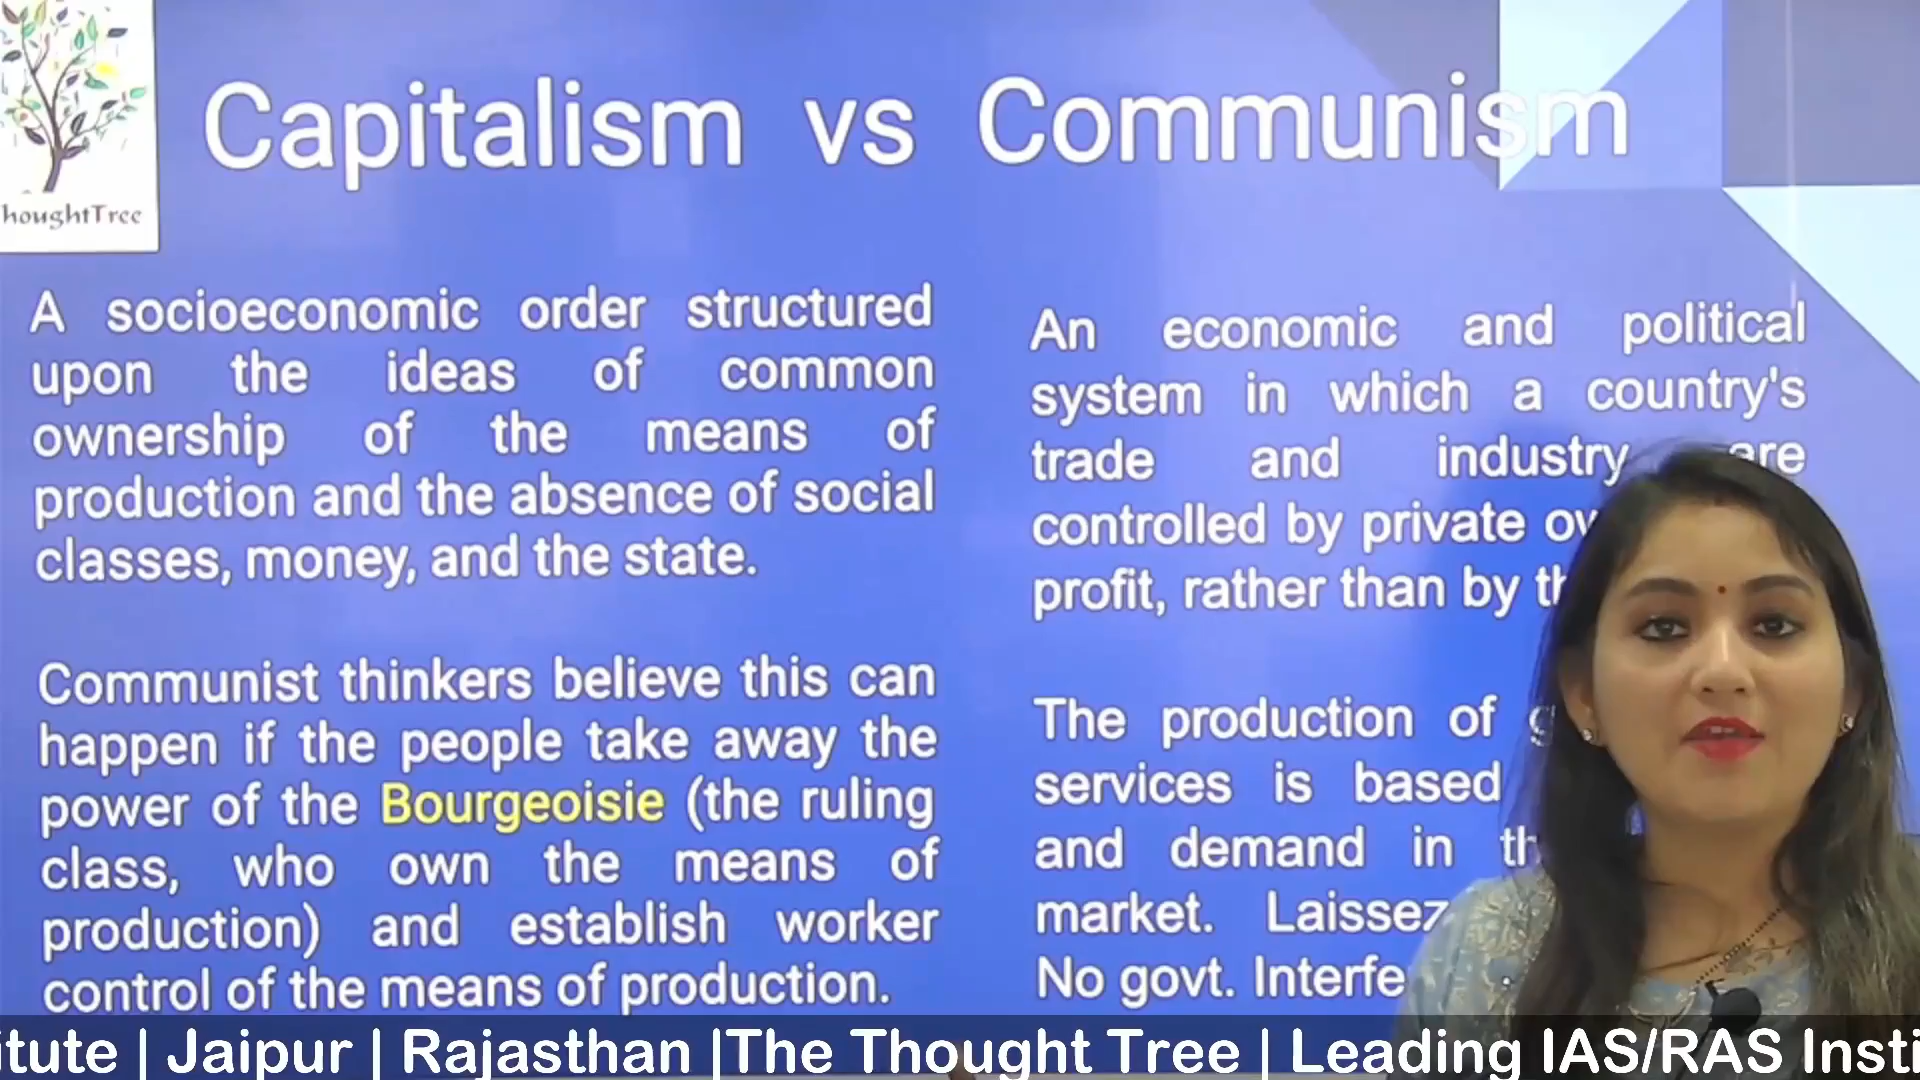 houghtTree
Capitalism vs Communism
A socioeconomic order structured
upon the ideas of common
ownership of the means of
production and the absence of social
classes, money, and the state.
Communist thinkers believe this can
happen if the people take away the
power of the Bourgeoisie (the ruling
class, who own the means of
production) and establish worker
control of the means of production.
An economic and political
system in which a country's
trade and industry are
controlled by private
profit, rather than by
The production of
services is based
and demand in
market. Laissez
No govt.
itute | Jaipur | Rajasthan |The Thought Tree | Leading IAS/RAS Insti